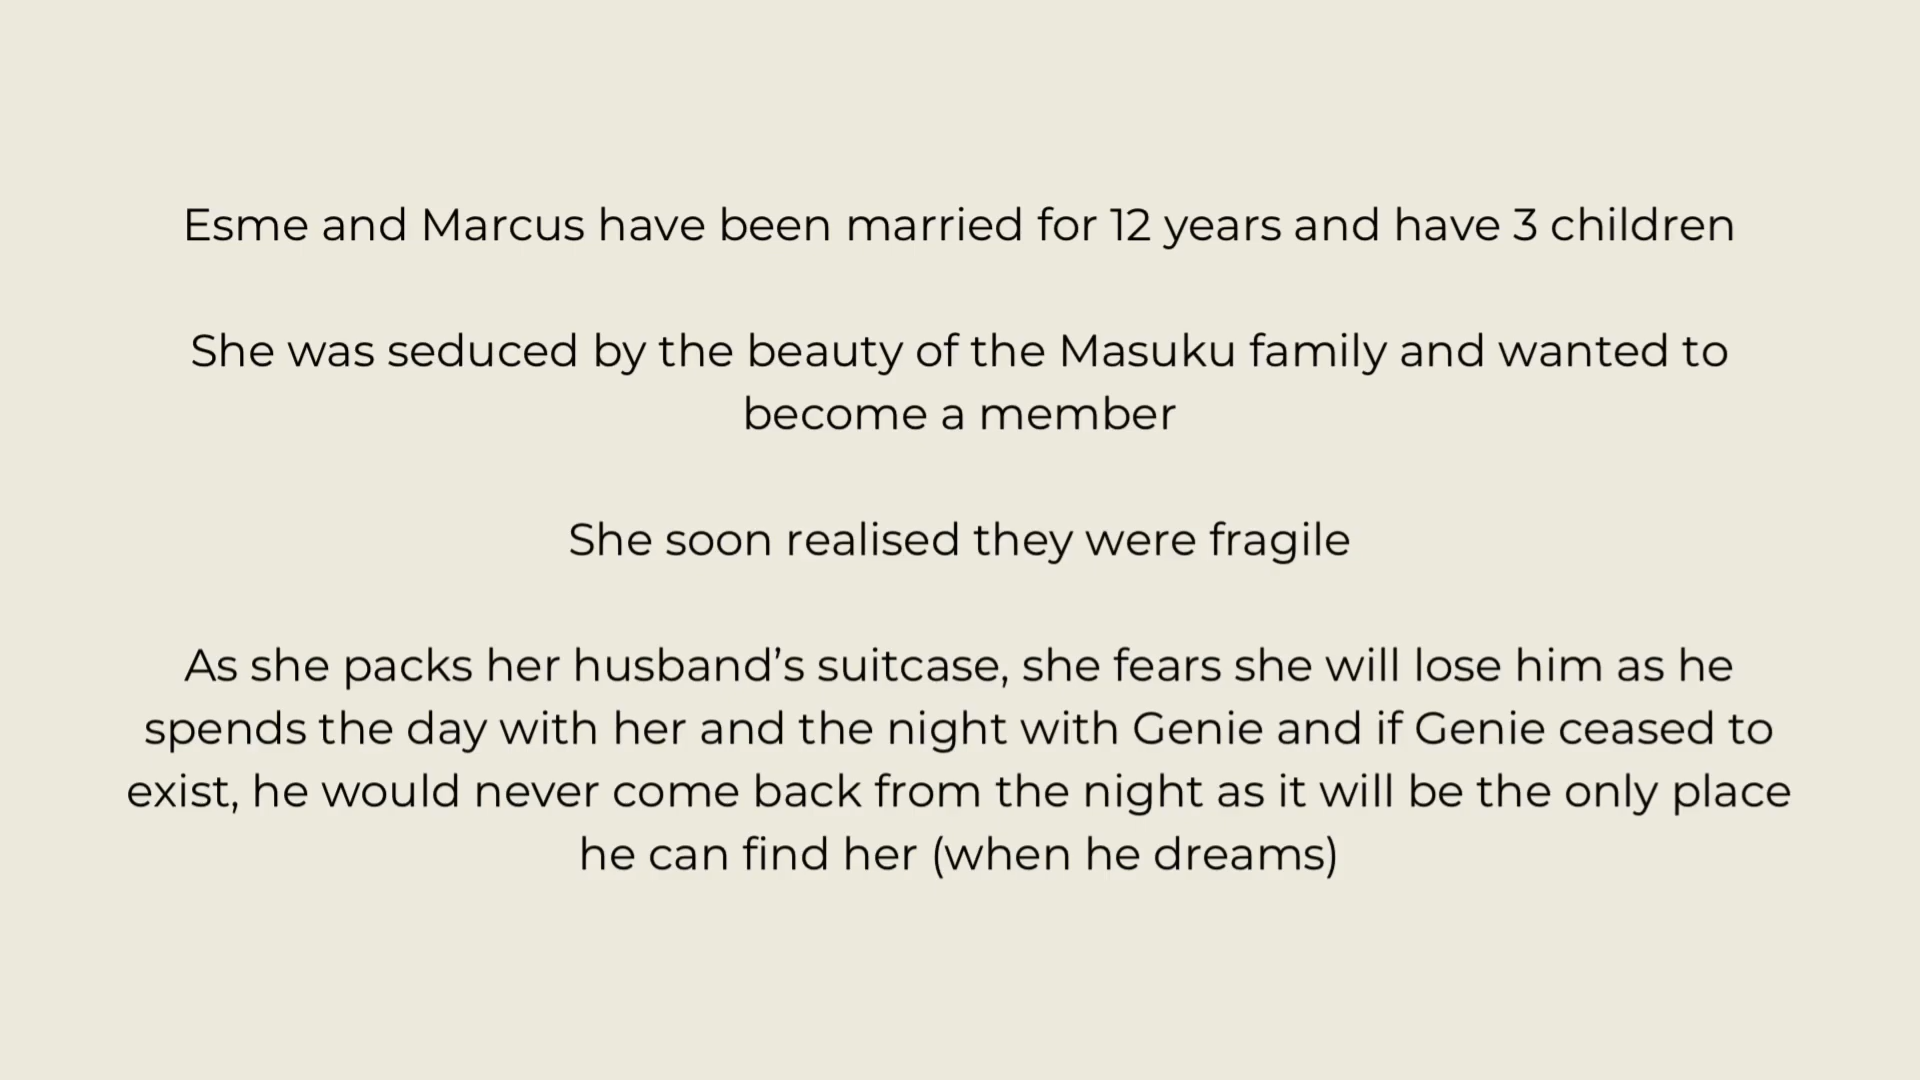 Esme and Marcus have been married for 12 years and have 3 children
She was seduced by the beauty of the Masuku family and wanted to
become a member
She soon realised they were fragile
As she packs her husband’s suitcase, she fears she will lose him as he
spends the day with her and the night with Genie and if Genie ceased to
exist, he would never come back from the night as it will be the only place
he can find her (when he dreams)